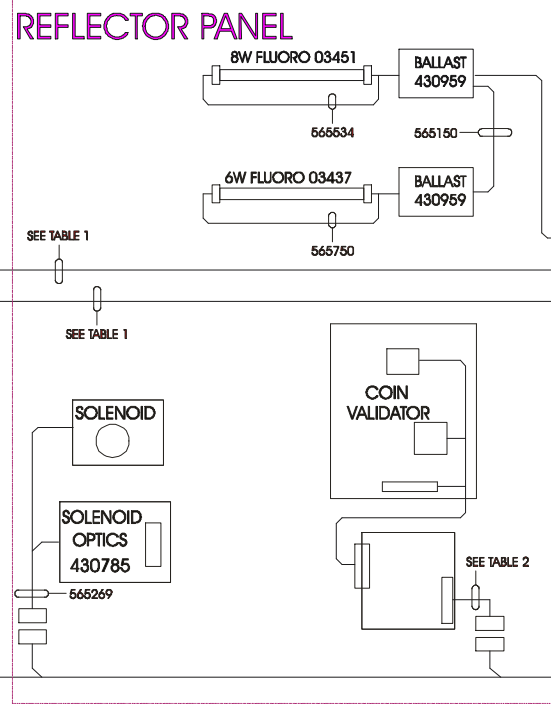 REFLECTOR PANEL
8W FLUORO 03451
BALLAST
430959
565534
565150
6W FLUORO 03437
BALLAST
430959
565750
SEE TABLE 1
SEE TABLE 1
COIN
VALIDATOR
SOLENOID
SOLENOID
OPTICS
430785
SEE TABLE 2
565269